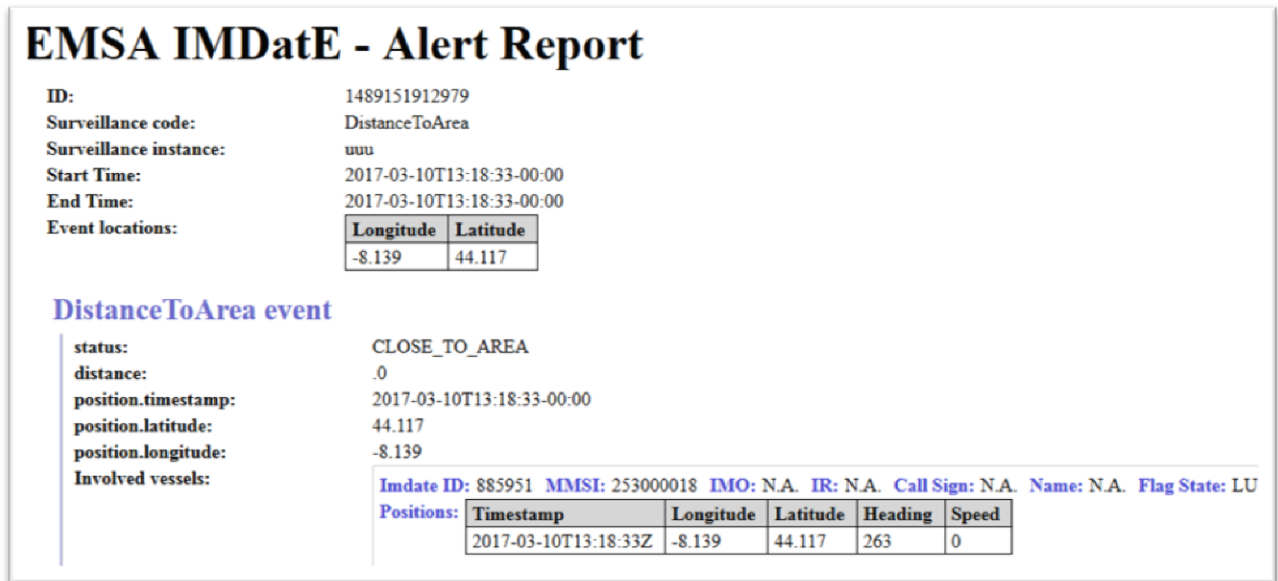 EMSA IMDatE - Alert Report
ID: 1489151912979
Surveillance code: DistanceToArea
Surveillance instance: uuu
Start Time: 2017-03-10T13:18:33-00:00
End Time: 2017-03-10T13:18:33-00:00
Event locations: Longitude Latitude
-8.139 44.117
DistanceToArea event
status: CLOSE_TO_AREA
distance: .0
position.timestamp: 2017-03-10T13:18:33-00:00
position.latitude: 44.117
position.longitude: -8.139
Involved vessels:
Imdate ID: 885951 MMSI: 253000018 IMO: N.A. IR: N.A. Call Sign: N.A. Name: N.A. Flag State: LU
Positions: Timestamp Longitude Latitude Heading Speed
2017-03-10T13:18:33Z -8.139 44.117 263 0